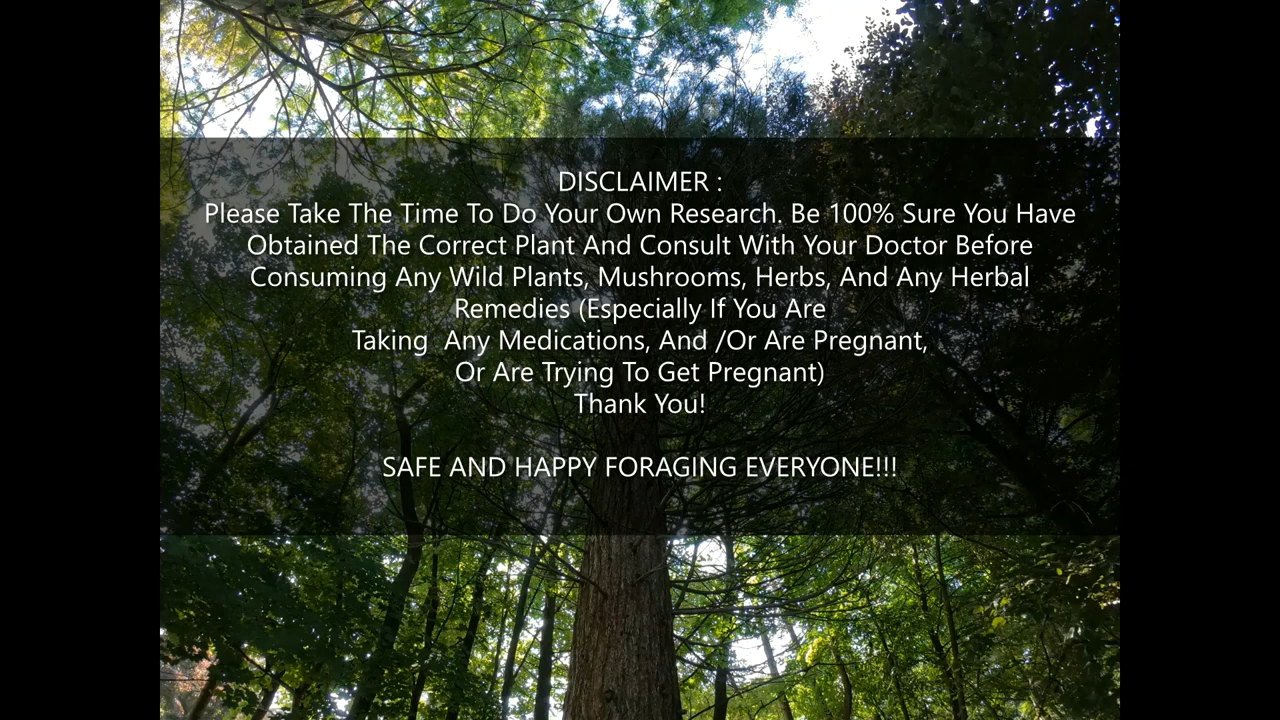 DISCLAIMER :
Please Take The Time To Do Your Own Research. Be 100% Sure You Have
Obtained The Correct Plant And Consult With Your Doctor Before
Consuming Any Wild Plants, Mushrooms, Herbs, And Any Herbal
Remedies (Especially If You Are
Taking  Any Medications, And /Or Are Pregnant,
Or Are Trying To Get Pregnant)
Thank You!
SAFE AND HAPPY FORAGING EVERYONE!!!